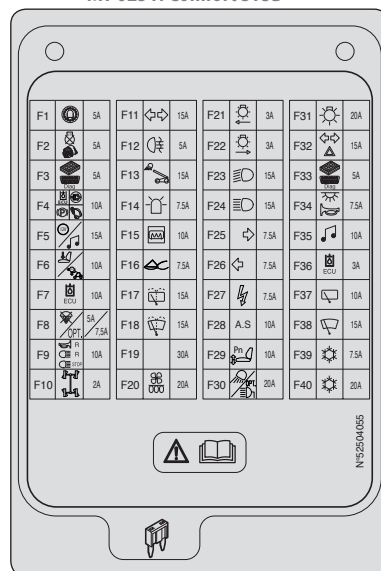 F1 5A F11 15A F21 3A F31 20A
F2 5A F12 5A F22 3A F32 15A
F3 Diag 5A F13 15A F23 15A F33 Diag 5A
F4 ECU P 10A F14 7.5A F24 15A F34 7.5A
F5 15A F15 10A F25 7.5A F35 10A
F6 10A F16 7.5A F26 7.5A F36 ECU 3A
F7 ECU 10A F17 15A F27 7.5A F37 10A
F8 OPT. 5A/7,5A F18 15A F28 A.S 10A F38 15A
F9 R R STOP 10A F19 30A F29 Pn 10A F39 7.5A
F10 2A F20 20A F30 OPT. 20A F40 20A
N°52504055